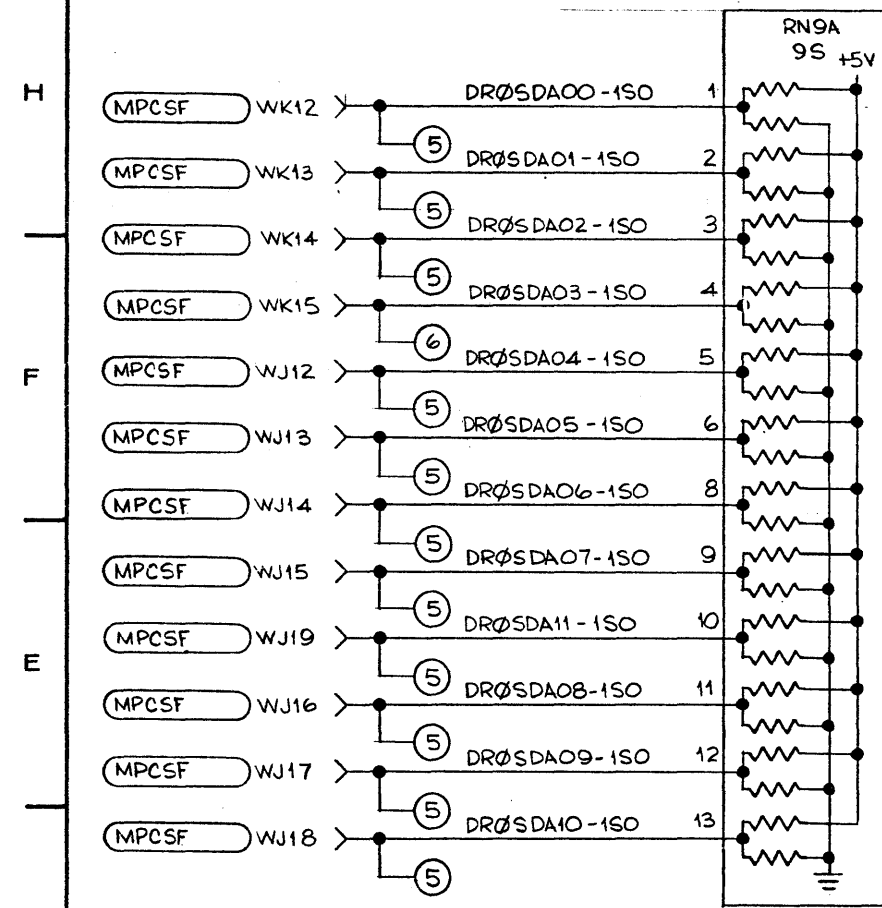 RN9A
9S +5V
H
MPCSF WK12 DRØSDA00-1SO 1
5
MPCSF WK13 DRØSDA01-1SO 2
5
MPCSF WK14 DRØSDA02-1SO 3
5
MPCSF WK15 DRØSDA03-1SO 4
6
F
MPCSF WJ12 DRØSDA04-1SO 5
5
MPCSF WJ13 DRØSDA05-1SO 6
5
MPCSF WJ14 DRØSDA06-1SO 8
5
MPCSF WJ15 DRØSDA07-1SO 9
5
MPCSF WJ19 DRØSDA11-1SO 10
E
5
MPCSF WJ16 DRØSDA08-1SO 11
5
MPCSF WJ17 DRØSDA09-1SO 12
5
MPCSF WJ18 DRØSDA10-1SO 13
5